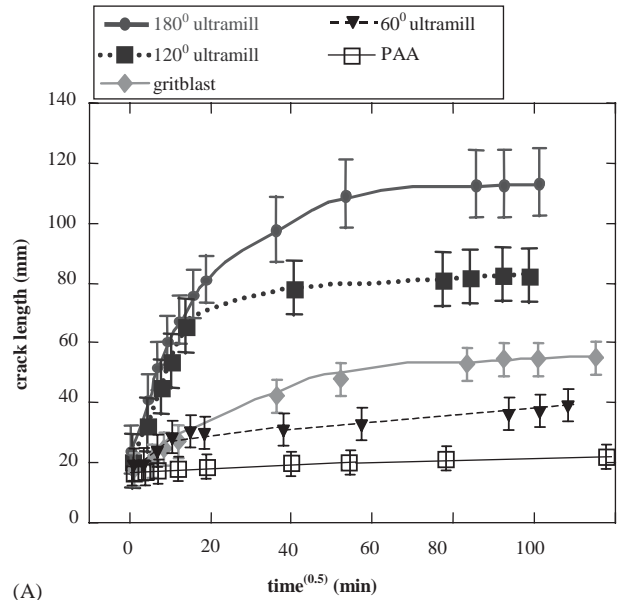 180⁰ ultramill
60⁰ ultramill
120⁰ ultramill
PAA
gritblast
140
120
100
80
60
40
20
0
crack length (mm)
0 20 40 60 80 100
time⁽⁰·⁵⁾ (min)
(A)